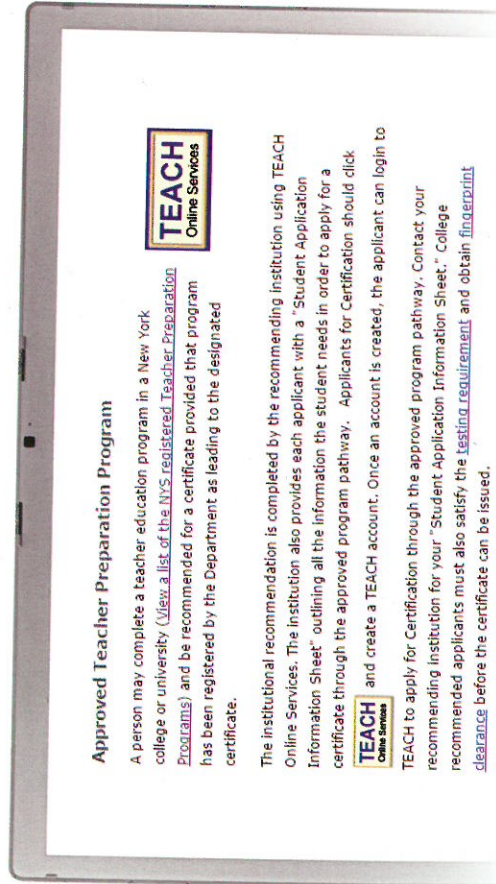 Approved Teacher Preparation Program
A person may complete a teacher education program in a New York
college or university (View a list of the NYS registered Teacher Preparation
Programs) and be recommended for a certificate provided that program
has been registered by the Department as leading to the designated
certificate.
TEACH
Online Services
The institutional recommendation is completed by the recommending institution using TEACH
Online Services. The institution also provides each applicant with a "Student Application
Information Sheet" outlining all the information the student needs in order to apply for a
certificate through the approved program pathway. Applicants for Certification should click
TEACH
Online Services
and create a TEACH account. Once an account is created, the applicant can login to
TEACH to apply for Certification through the approved program pathway. Contact your
recommending institution for your "Student Application Information Sheet." College
recommended applicants must also satisfy the testing requirement and obtain fingerprint
clearance before the certificate can be issued.